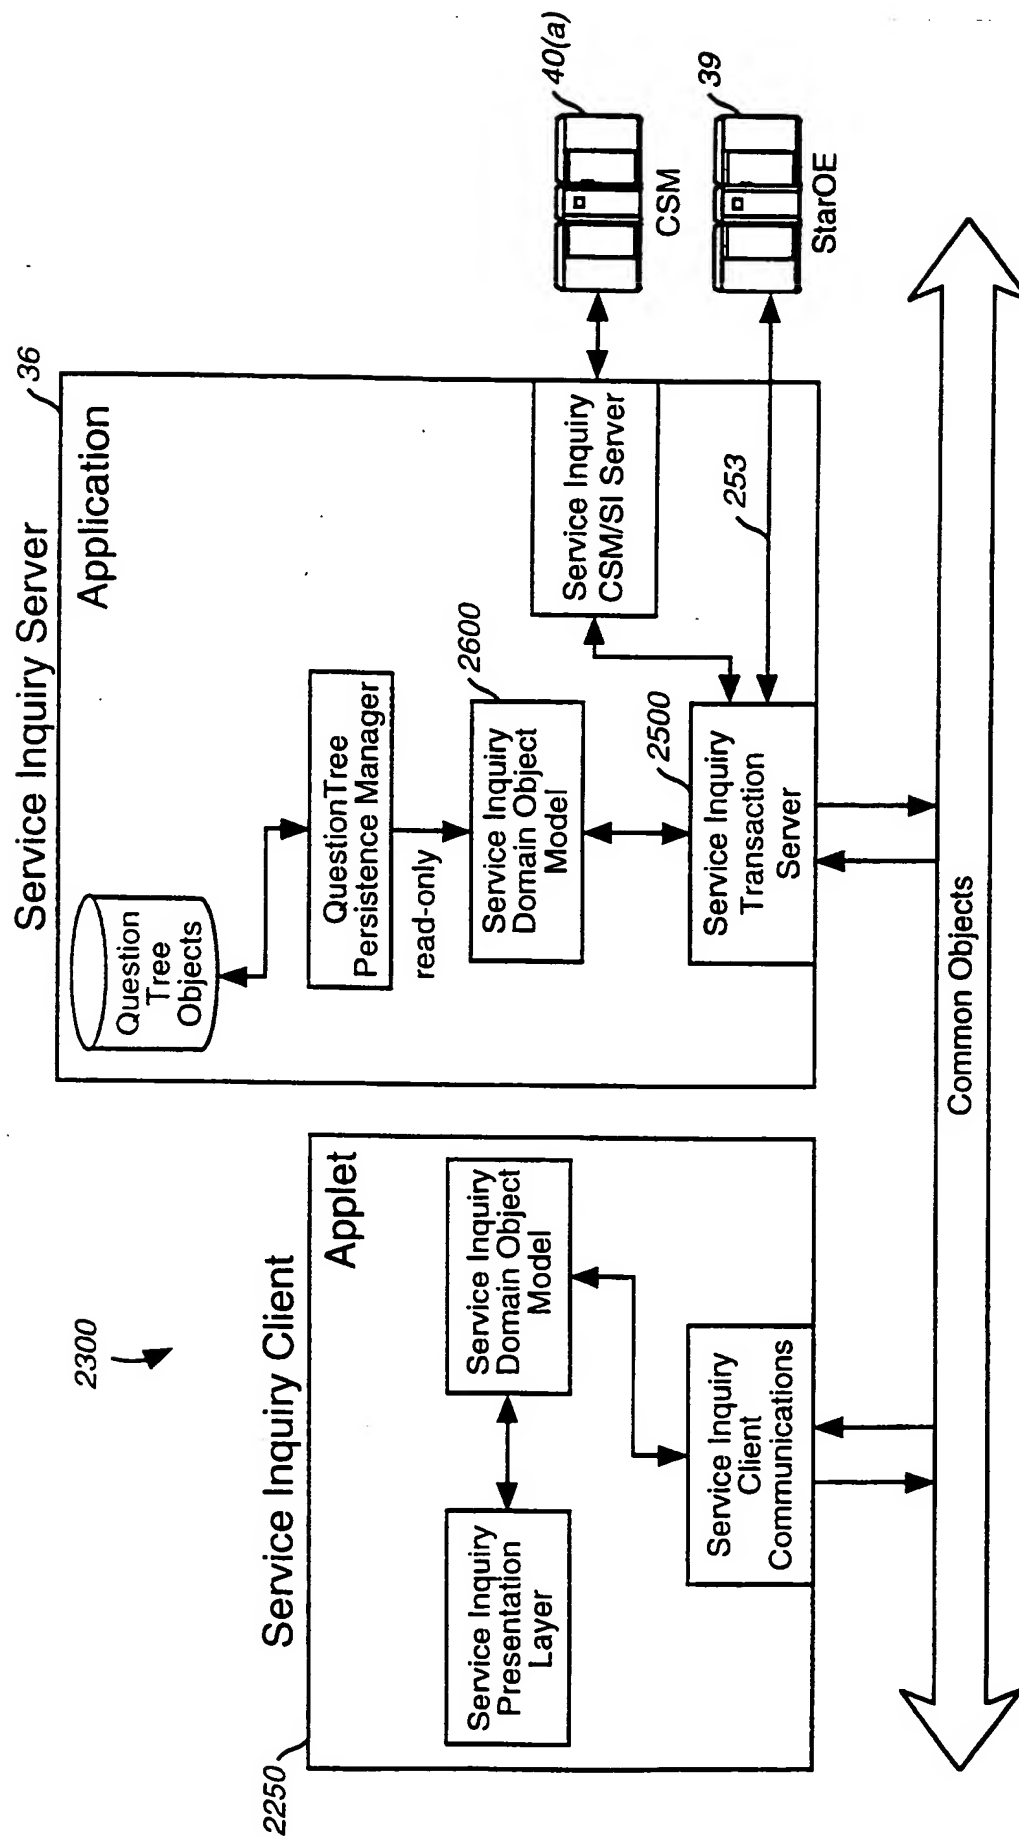 2300
Service Inquiry Client
2250
Applet
Service Inquiry
Presentation
Layer
Service Inquiry
Domain Object
Model
Service Inquiry
Client
Communications
Service Inquiry Server
36
Application
Question
Tree
Objects
QuestionTree
Persistence Manager
read-only
2600
Service Inquiry
Domain Object
Model
2500
Service Inquiry
Transaction
Server
Service Inquiry
CSM/SI Server
253
40(a)
CSM
39
StarOE
Common Objects